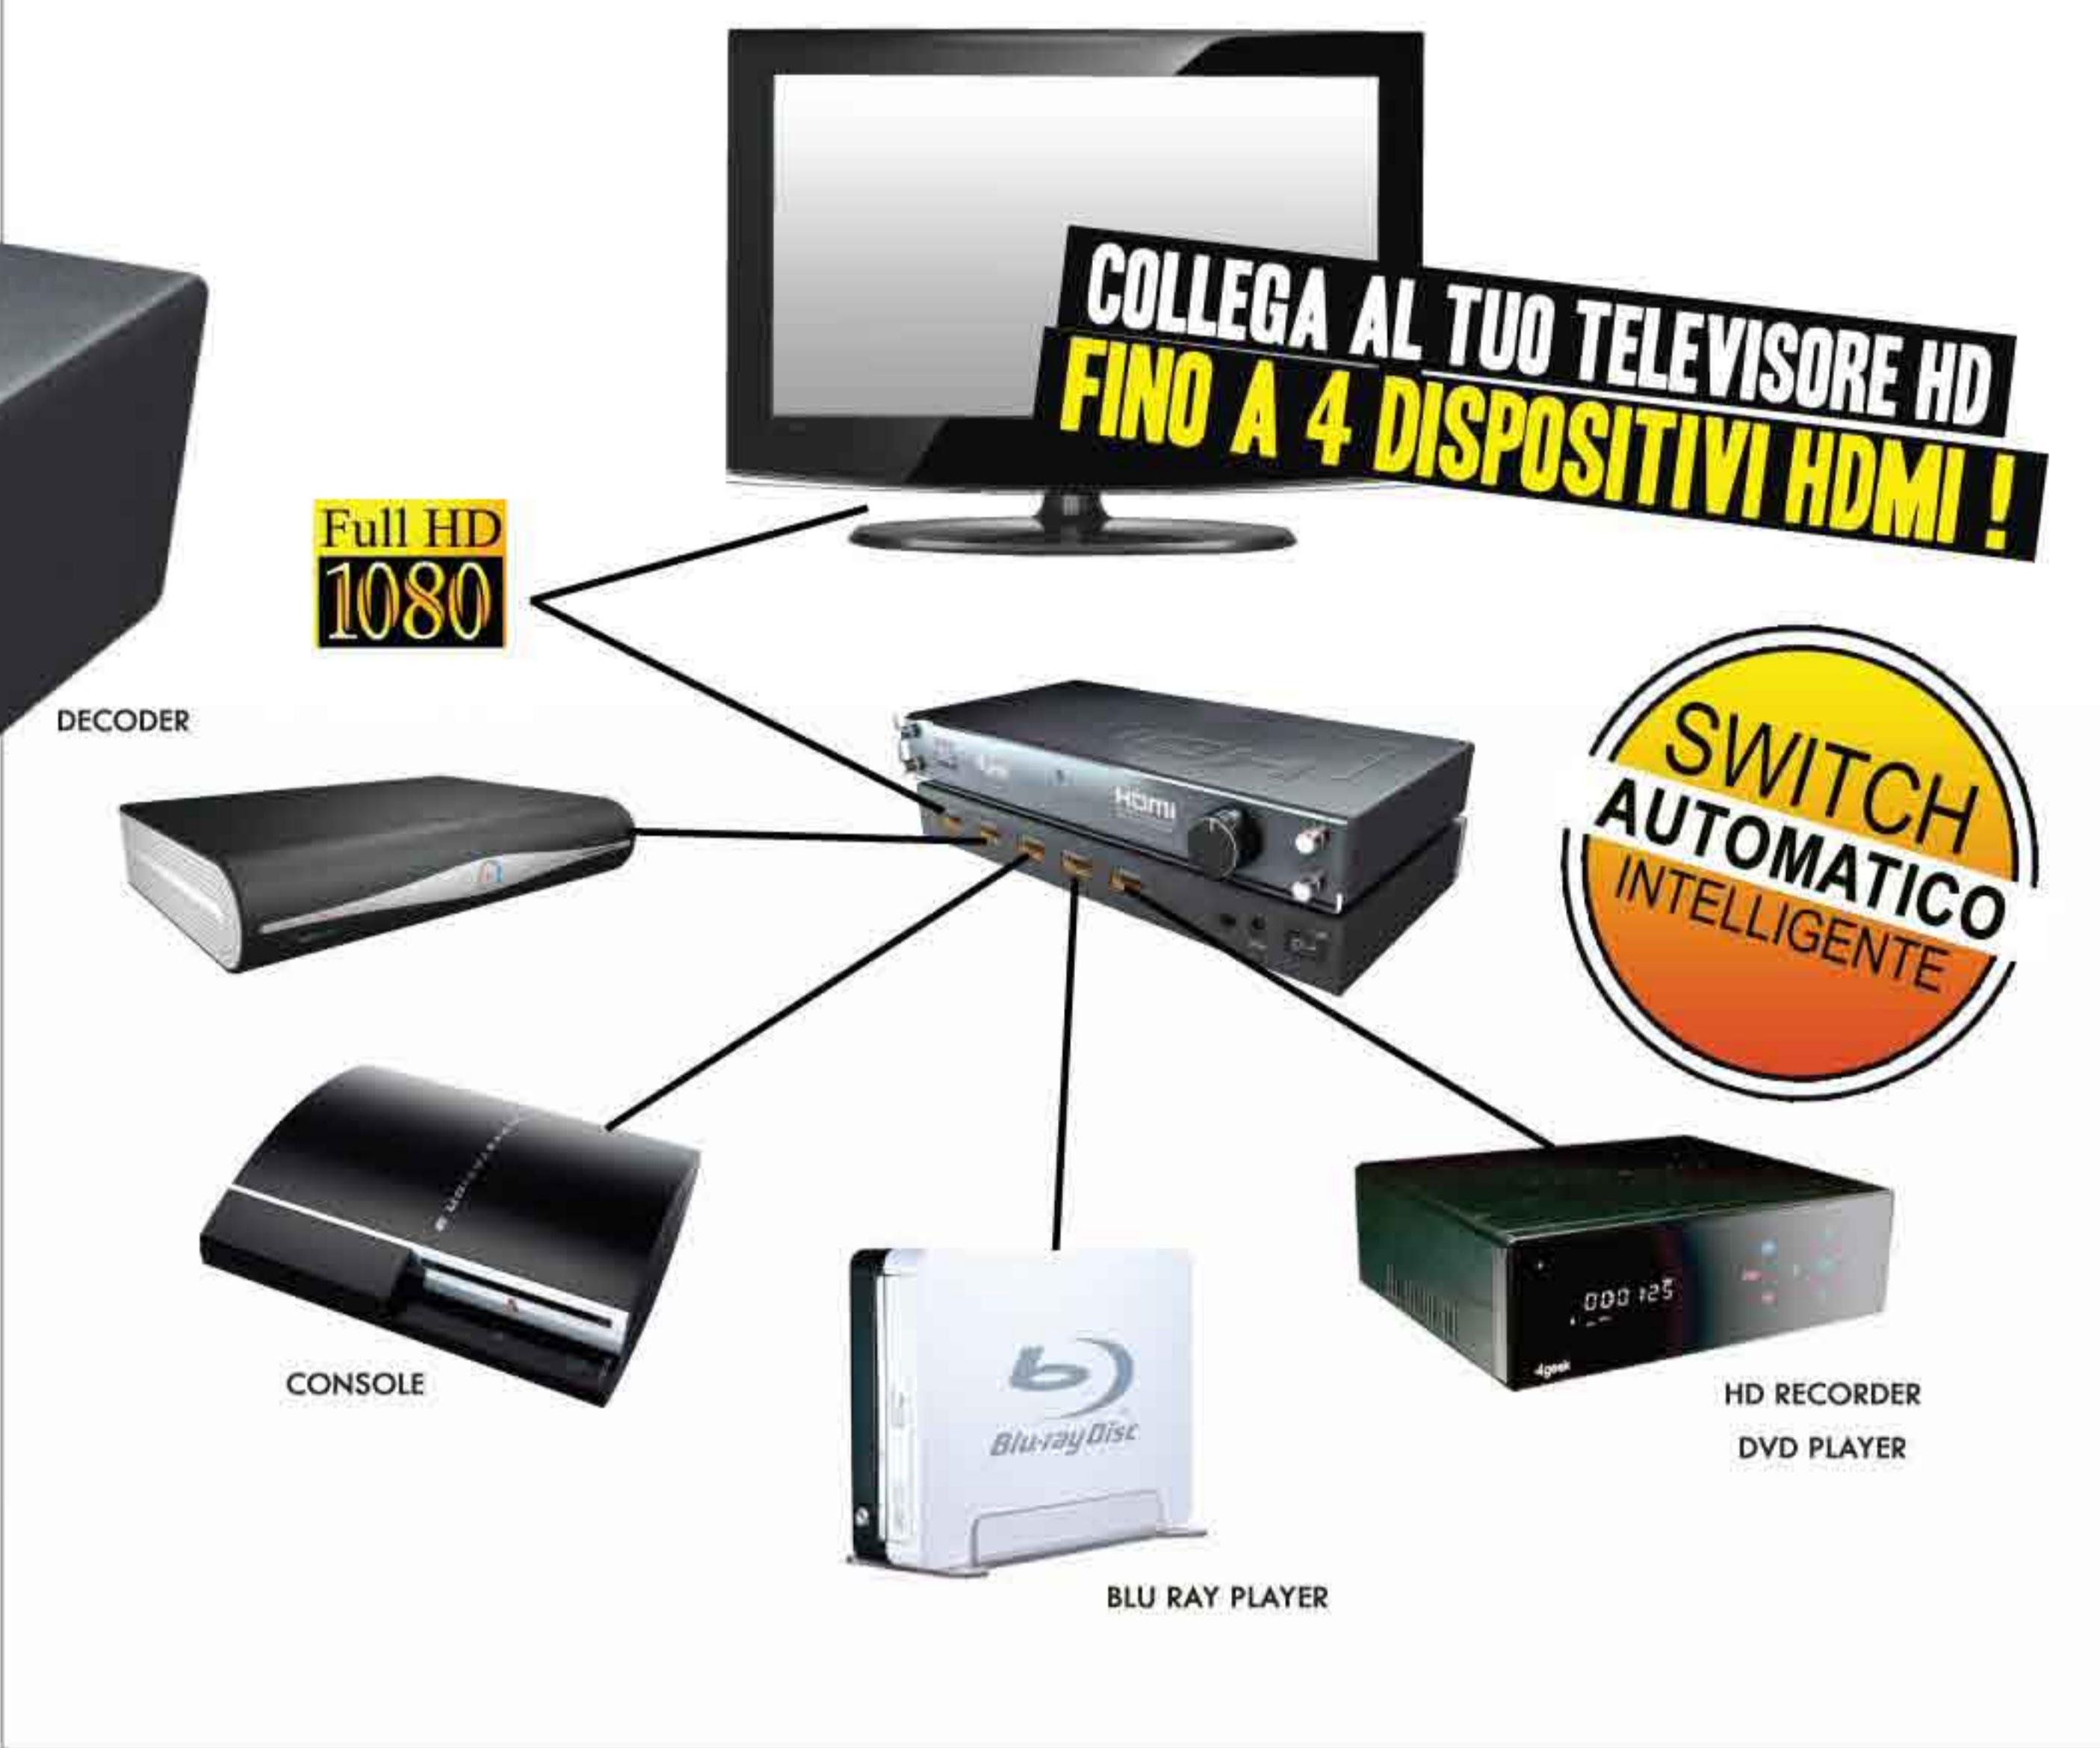 COLLEGA AL TUO TELEVISORE HD
FINO A 4 DISPOSITIVI HDMI !
Full HD
1080
DECODER
HDMI
SWITCH
AUTOMATICO
INTELLIGENTE
000 125
4geek
CONSOLE
HD RECORDER
DVD PLAYER
Blu-ray Disc
BLU RAY PLAYER